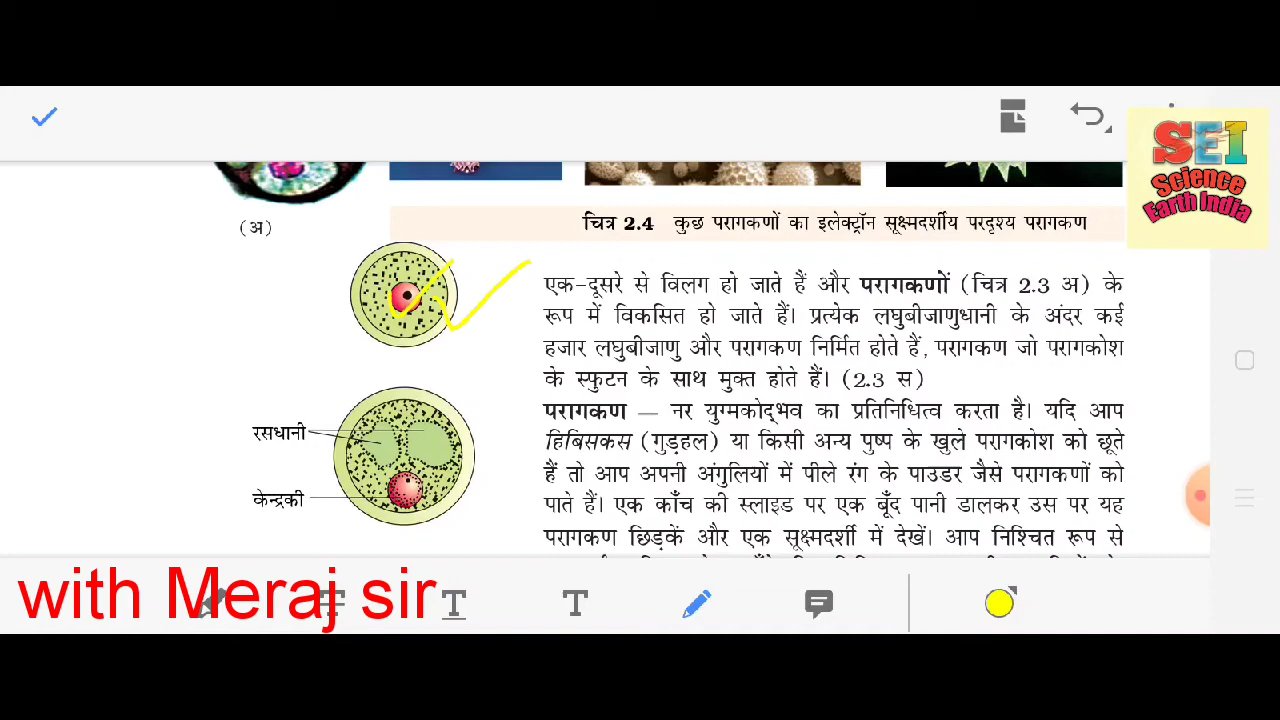 SEI
Science
Earth India
(अ)
चित्र 2.4 कुछ परागकणों का इलेक्ट्रॉन सूक्ष्मदर्शीय परदृश्य परागकण
एक-दूसरे से विलग हो जाते हैं और परागकणों (चित्र 2.3 अ) के
रूप में विकसित हो जाते हैं। प्रत्येक लघुबीजाणुधानी के अंदर कई
हजार लघुबीजाणु और परागकण निर्मित होते हैं, परागकण जो परागकोश
के स्फुटन के साथ मुक्त होते हैं। (2.3 स)
परागकण — नर युग्मकोद्भव का प्रतिनिधित्व करता है। यदि आप
हिबिसकस (गुड़हल) या किसी अन्य पुष्प के खुले परागकोश को छूते
हैं तो आप अपनी अंगुलियों में पीले रंग के पाउडर जैसे परागकणों को
पाते हैं। एक काँच की स्लाइड पर एक बूँद पानी डालकर उस पर यह
परागकण छिड़कें और एक सूक्ष्मदर्शी में देखें। आप निश्चित रूप से
रसधानी
केन्द्रकी
with Meraj sir
T
T
T